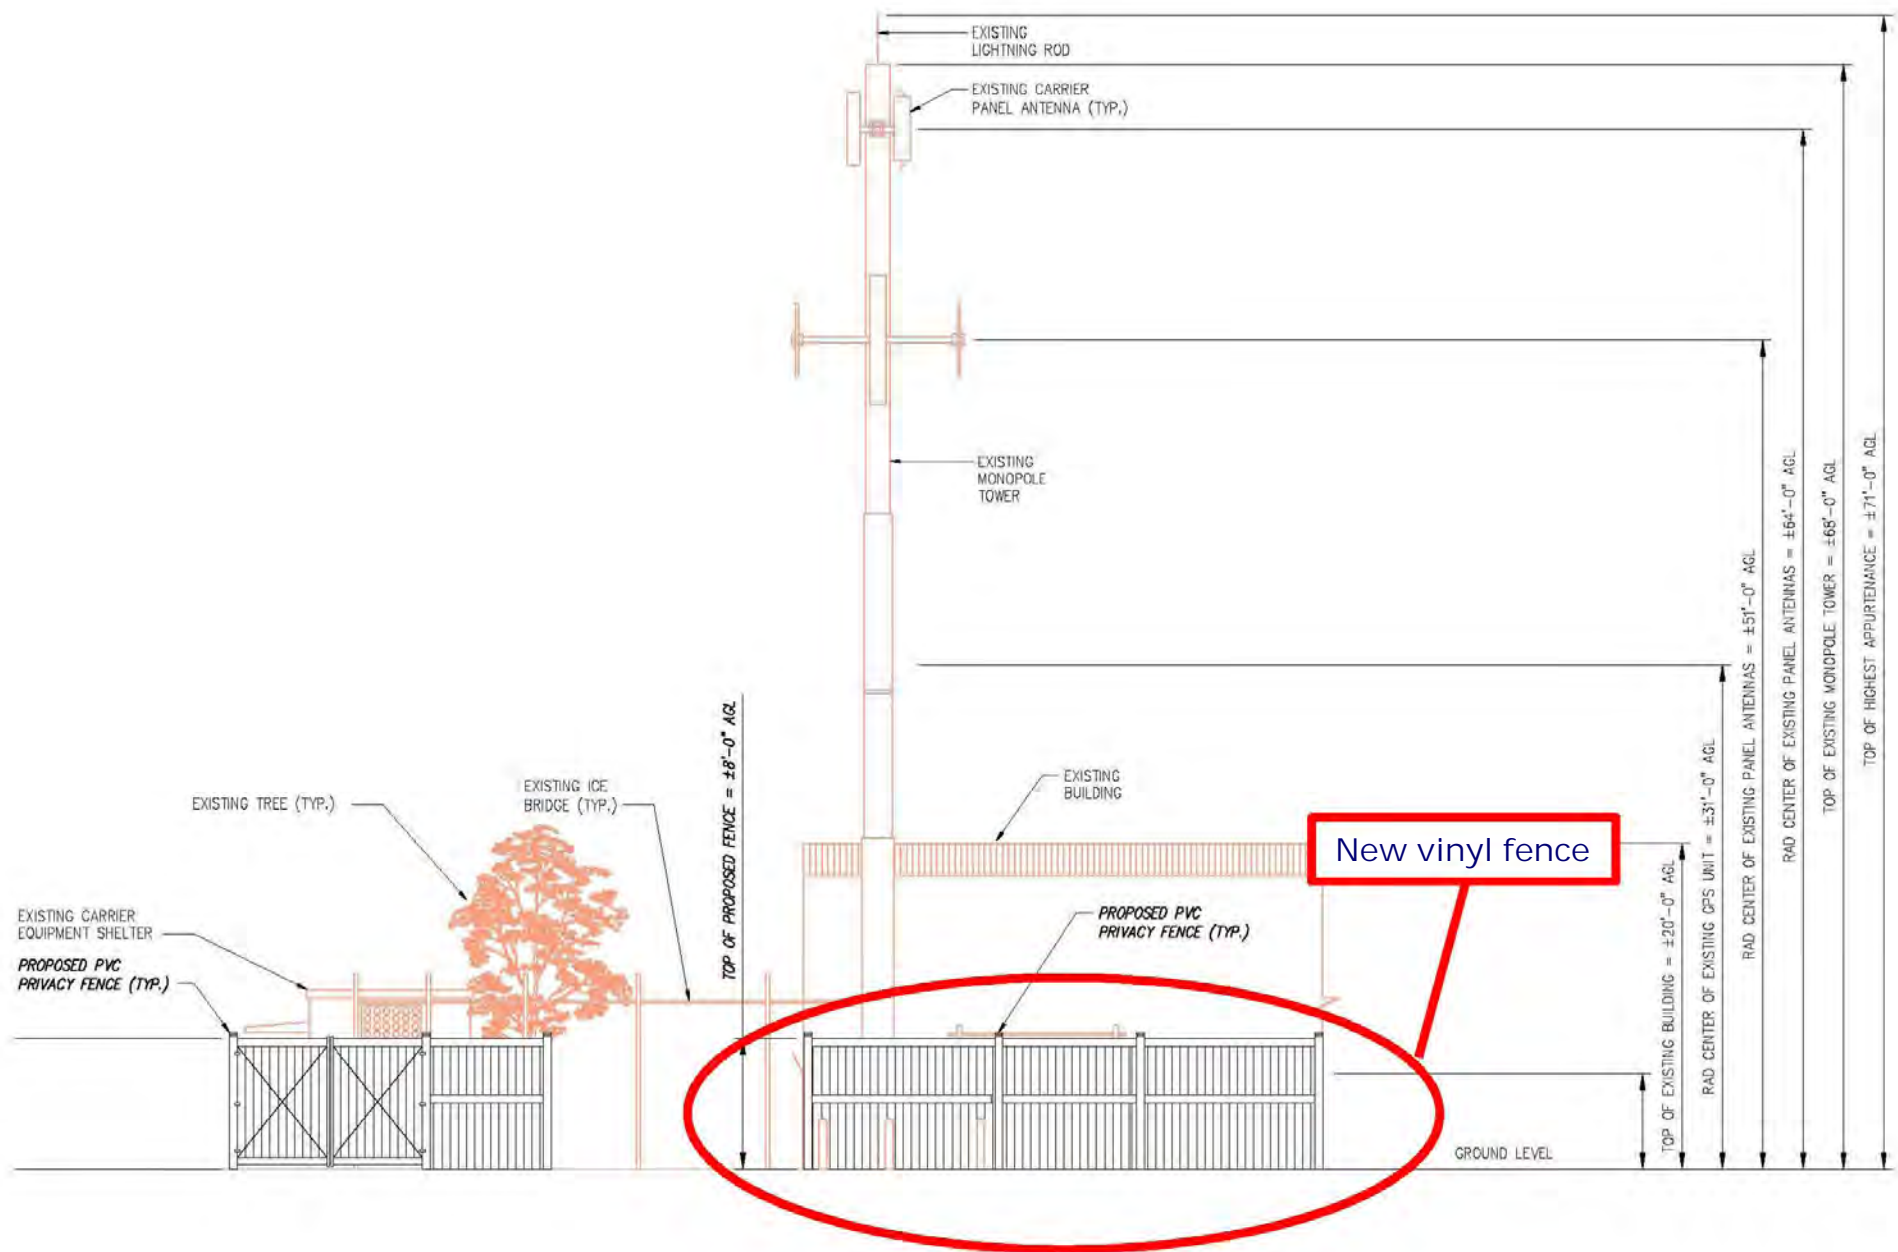 EXISTING
LIGHTNING ROD
EXISTING CARRIER
PANEL ANTENNA (TYP.)
EXISTING
MONOPOLE
TOWER
EXISTING TREE (TYP.)
EXISTING ICE
BRIDGE (TYP.)
EXISTING
BUILDING
New vinyl fence
EXISTING CARRIER
EQUIPMENT SHELTER
PROPOSED PVC
PRIVACY FENCE (TYP.)
PROPOSED PVC
PRIVACY FENCE (TYP.)
GROUND LEVEL
TOP OF PROPOSED FENCE = ±8'-0" AGL
TOP OF EXISTING BUILDING = ±20'-0" AGL
RAD CENTER OF EXISTING GPS UNIT = ±31'-0" AGL
RAD CENTER OF EXISTING PANEL ANTENNAS = ±51'-0" AGL
RAD CENTER OF EXISTING PANEL ANTENNAS = ±64'-0" AGL
TOP OF EXISTING MONOPOLE TOWER = ±68'-0" AGL
TOP OF HIGHEST APPURTENANCE = ±71'-0" AGL